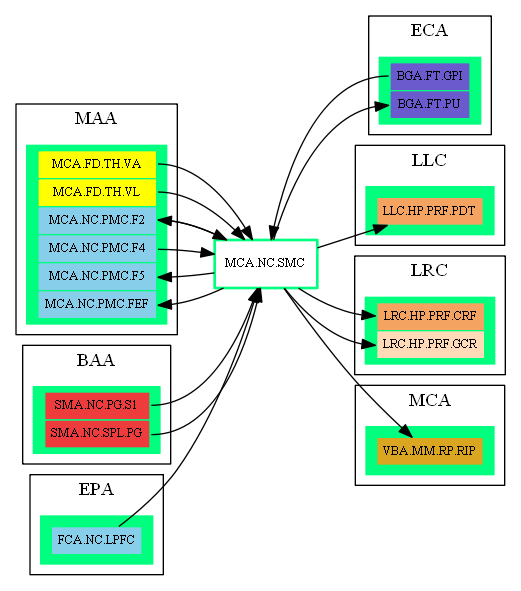 MAA
MCA.FD.TH.VA
MCA.FD.TH.VL
MCA.NC.PMC.F2
MCA.NC.PMC.F4
MCA.NC.PMC.F5
MCA.NC.PMC.FEF
BAA
SMA.NC.PG.S1
SMA.NC.SPL.PG
EPA
FCA.NC.LPFC
MCA.NC.SMC
ECA
BGA.FT.GPI
BGA.FT.PU
LLC
LLC.HP.PRF.PDT
LRC
LRC.HP.PRF.CRF
LRC.HP.PRF.GCR
MCA
VBA.MM.RP.RIP